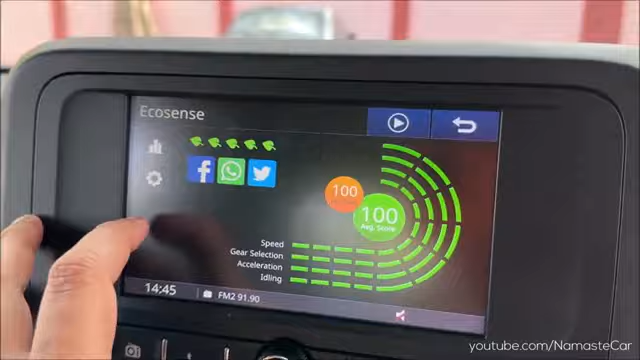 Ecosense
100
100
Avg. Score
Speed
Gear Selection
Acceleration
Idling
14:45
FM2 91.90
youtube.com/NamasteCar